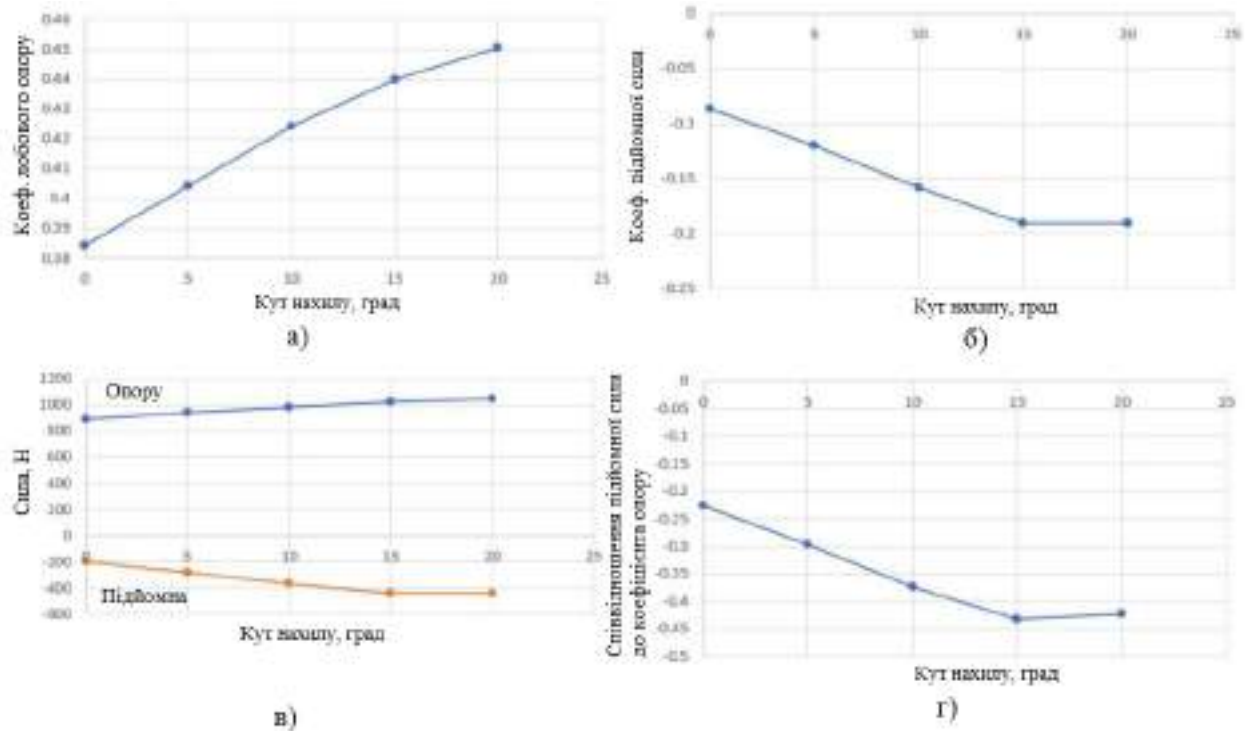 Коеф. лобового опору
0.46
0.45
0.44
0.43
0.42
0.41
0.4
0.39
0.38
0 5 10 15 20 25
Кут нахилу, град
а)
Коеф. підйомної сила
0
-0.05
-0.1
-0.15
-0.2
-0.25
0 5 10 15 20 25
Кут нахилу, град
б)
Сила, Н
1200
1000
800
600
400
200
0
-200
-400
-600
Опору
Підйомна
0 5 10 15 20 25
Кут нахилу, град
в)
Співвідношення підйомної сила
до коефішієнта опору
0
-0.05
-0.1
-0.15
-0.2
-0.25
-0.3
-0.35
-0.4
-0.45
-0.5
0 5 10 15 20 25
Кут нахилу, град
г)